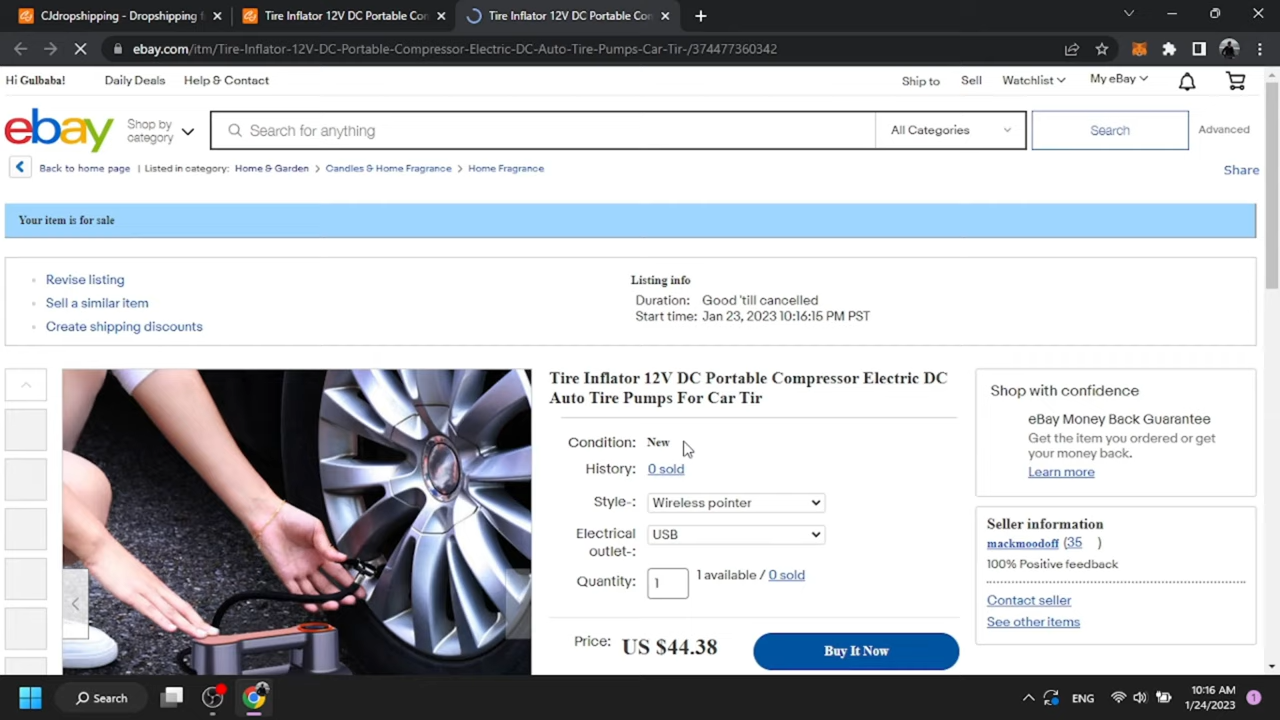 CJdropshipping - Dropshipping f
Tire Inflator 12V DC Portable Co
Tire Inflator 12V DC Portable Co
ebay.com/itm/Tire-Inflator-12V-DC-Portable-Compressor-Electric-DC-Auto-Tire-Pumps-Car-Tir-/374477360342
Hi Gulbaba! Daily Deals Help & Contact Ship to Sell Watchlist My eBay
ebay Shop by category Search for anything All Categories Search Advanced
Back to home page | Listed in category: Home & Garden > Candles & Home Fragrance > Home Fragrance Share
Your item is for sale
Revise listing
Sell a similar item
Create shipping discounts
Listing info
Duration: Good 'till cancelled
Start time: Jan 23, 2023 10:16:15 PM PST
Tire Inflator 12V DC Portable Compressor Electric DC
Auto Tire Pumps For Car Tir
Condition: New
History: 0 sold
Style-: Wireless pointer
Electrical outlet-: USB
Quantity: 1 1 available / 0 sold
Price: US $44.38 Buy It Now
Shop with confidence
eBay Money Back Guarantee
Get the item you ordered or get
your money back.
Learn more
Seller information
mackmoodoff (35 )
100% Positive feedback
Contact seller
See other items
Search ENG 10:16 AM
1/24/2023 1